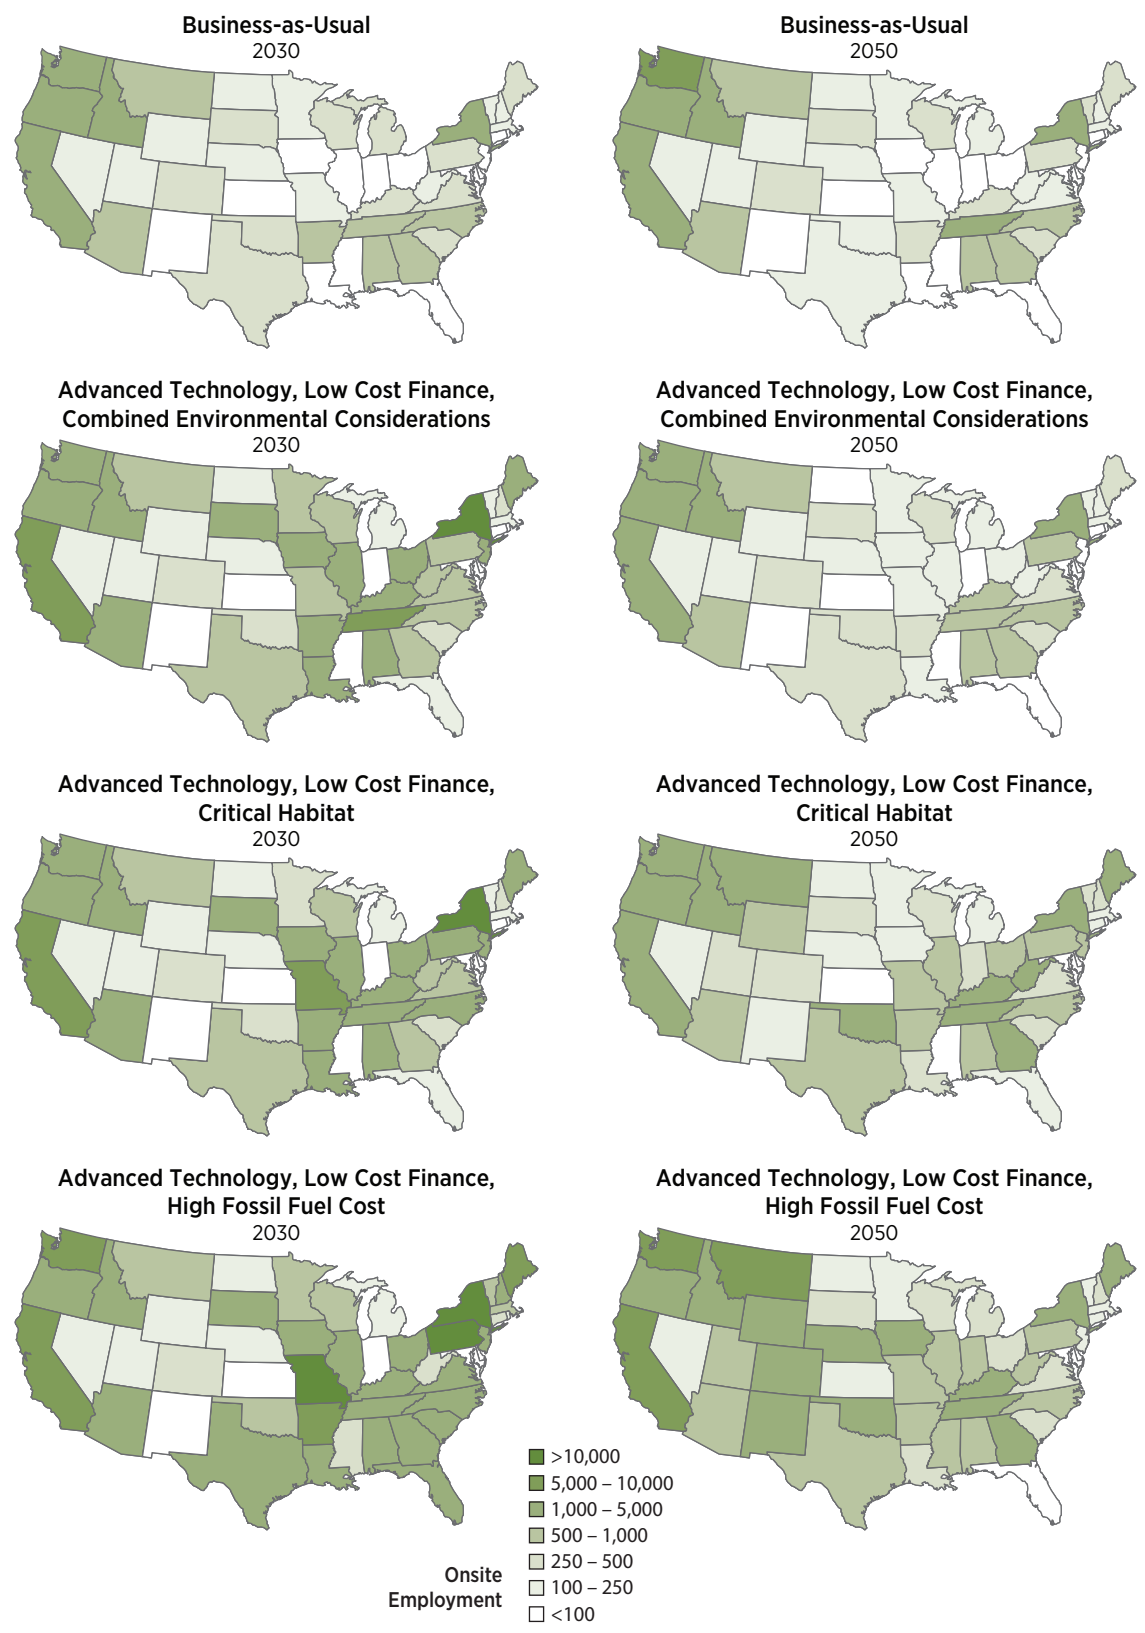 Business-as-Usual
2030
Business-as-Usual
2050
Advanced Technology, Low Cost Finance,
Combined Environmental Considerations
2030
Advanced Technology, Low Cost Finance,
Combined Environmental Considerations
2050
Advanced Technology, Low Cost Finance,
Critical Habitat
2030
Advanced Technology, Low Cost Finance,
Critical Habitat
2050
Advanced Technology, Low Cost Finance,
High Fossil Fuel Cost
2030
Advanced Technology, Low Cost Finance,
High Fossil Fuel Cost
2050
Onsite
Employment
>10,000
5,000 – 10,000
1,000 – 5,000
500 – 1,000
250 – 500
100 – 250
<100